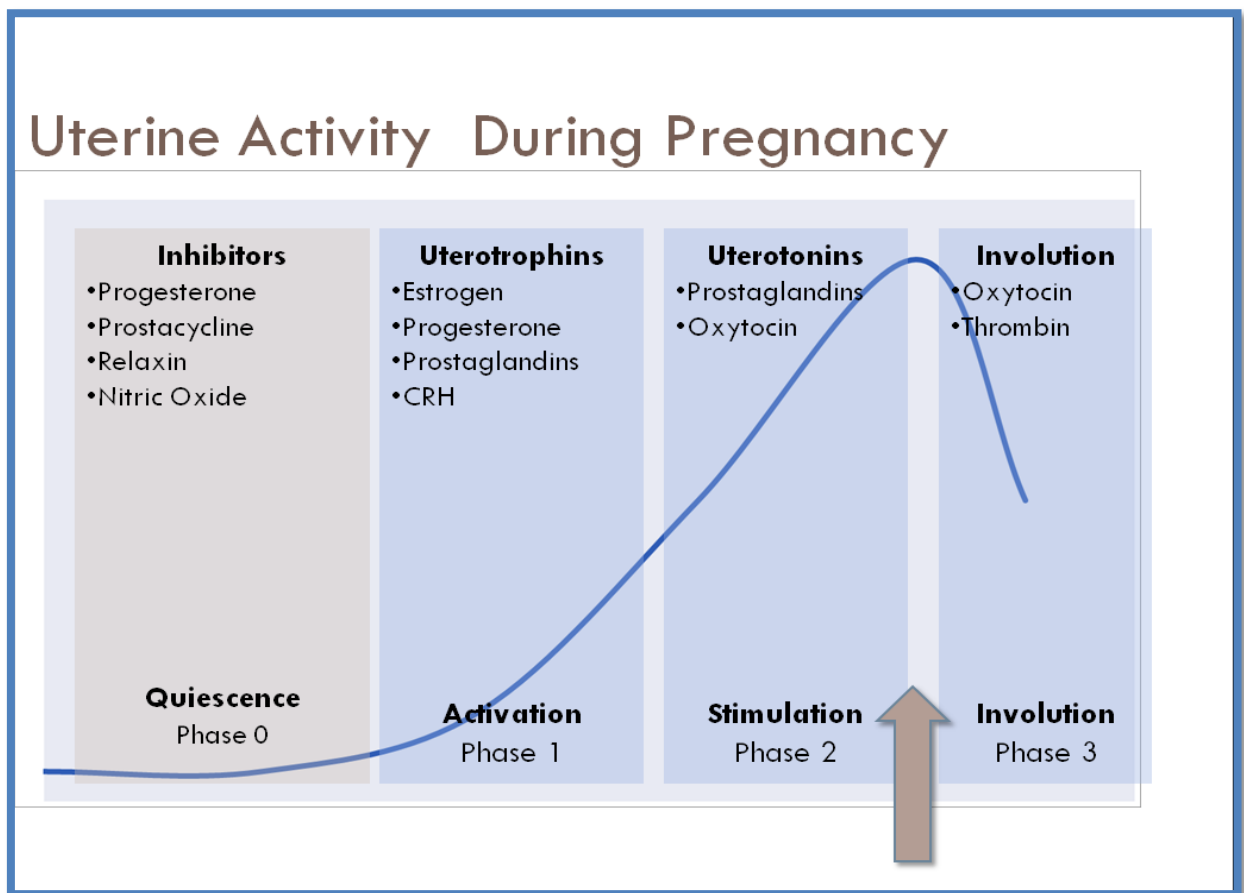 Uterine Activity During Pregnancy
Inhibitors
•Progesterone
•Prostacycline
•Relaxin
•Nitric Oxide
Quiescence
Phase 0
Uterotrophins
•Estrogen
•Progesterone
•Prostaglandins
•CRH
Activation
Phase 1
Uterotonins
•Prostaglandins
•Oxytocin
Stimulation
Phase 2
Involution
•Oxytocin
•Thrombin
Involution
Phase 3